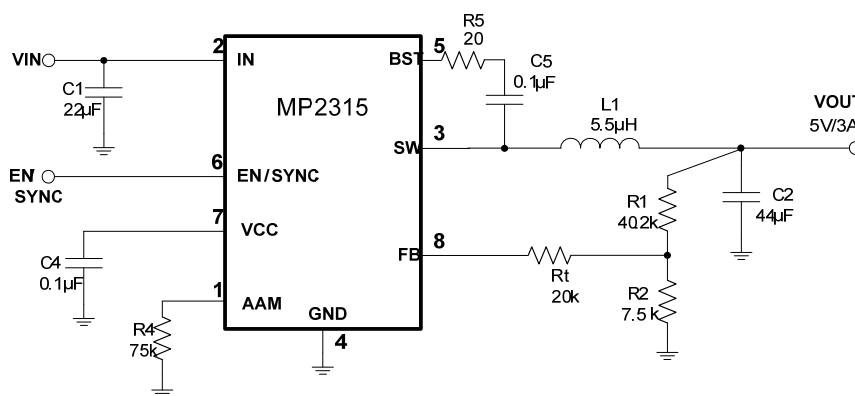 R5
20
5
BST
C5
0.1µF
2
IN
VIN
C1
22µF
MP2315
L1
5.5µH
VOUT
5V/3A
3
SW
6
EN/SYNC
EN
SYNC
R1
40.2k
C2
44µF
7
VCC
8
FB
C4
0.1µF
Rt
20k
R2
7.5k
1
AAM
R4
75k
GND
4